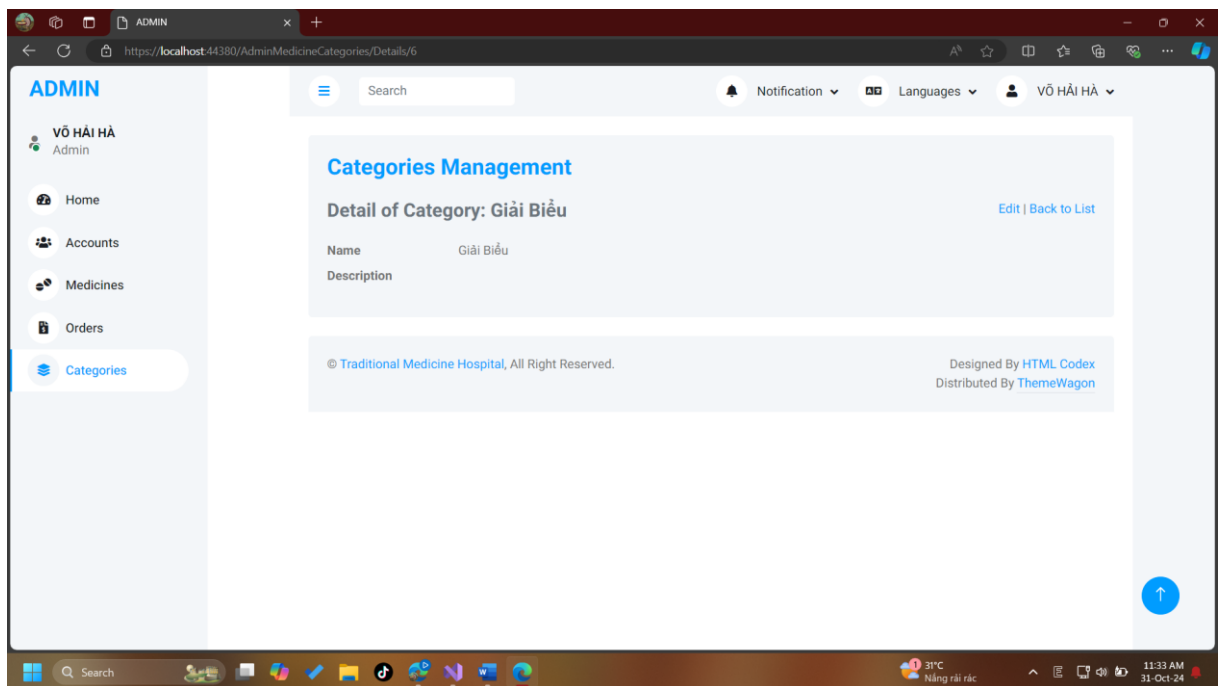 ADMIN
https://localhost:44380/AdminMedicineCategories/Details/6
ADMIN
Search
Notification
Languages
VÕ HẢI HÀ
VÕ HẢI HÀ
Admin
Home
Accounts
Medicines
Orders
Categories
Categories Management
Detail of Category: Giải Biểu
Edit | Back to List
Name Giải Biểu
Description
© Traditional Medicine Hospital, All Right Reserved.
Designed By HTML Codex
Distributed By ThemeWagon
Search
1
31°C
Nắng rải rác
11:33 AM
31-Oct-24